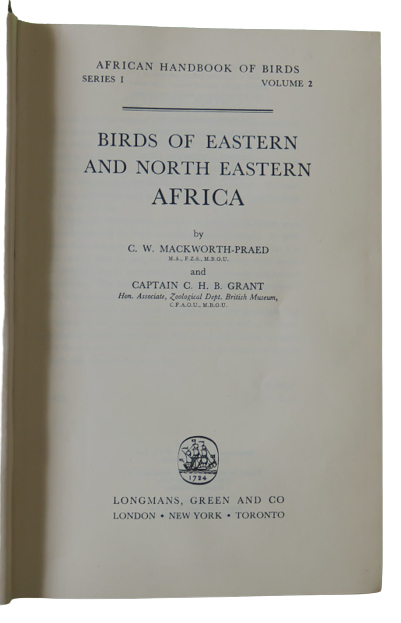 AFRICAN HANDBOOK OF BIRDS
SERIES I VOLUME 2
BIRDS OF EASTERN
AND NORTH EASTERN
AFRICA
by
C. W. MACKWORTH-PRAED
M.A., F.Z.S., M.B.O.U.
and
CAPTAIN C. H. B. GRANT
Hon. Associate, Zoological Dept. British Museum,
C.F.A.O.U., M.B.O.U.
1724
LONGMANS, GREEN AND CO
LONDON • NEW YORK • TORONTO